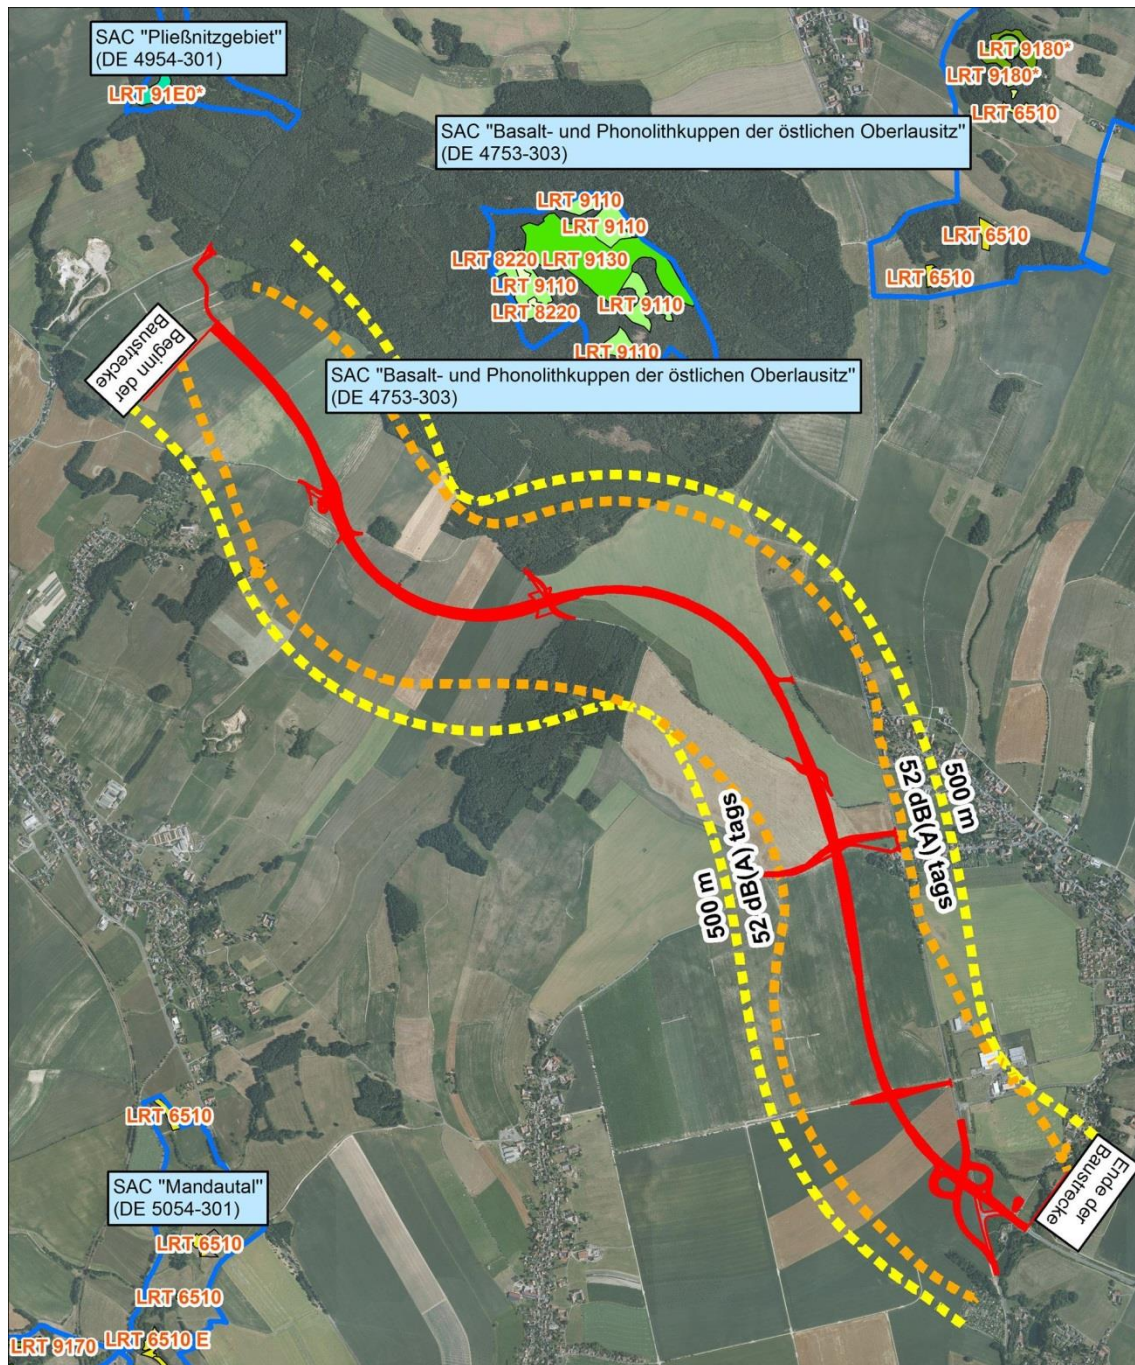 SAC "Pließnitzgebiet"
(DE 4954-301)
LRT 91E0*
LRT 9180*
LRT 9180*
LRT 6510
SAC "Basalt- und Phonolithkuppen der östlichen Oberlausitz"
(DE 4753-303)
LRT 9110
LRT 9110
LRT 6510
LRT 8220
LRT 9130
LRT 6510
LRT 9110
LRT 9110
LRT 8220
LRT 9110
Beginn der
Baustrecke
SAC "Basalt- und Phonolithkuppen der östlichen Oberlausitz"
(DE 4753-303)
500 m
52 dB(A) tags
52 dB(A) tags
500 m
LRT 6510
SAC "Mandautal"
(DE 5054-301)
Ende der
Baustrecke
LRT 6510
LRT 6510
LRT 9170
LRT 6510 E